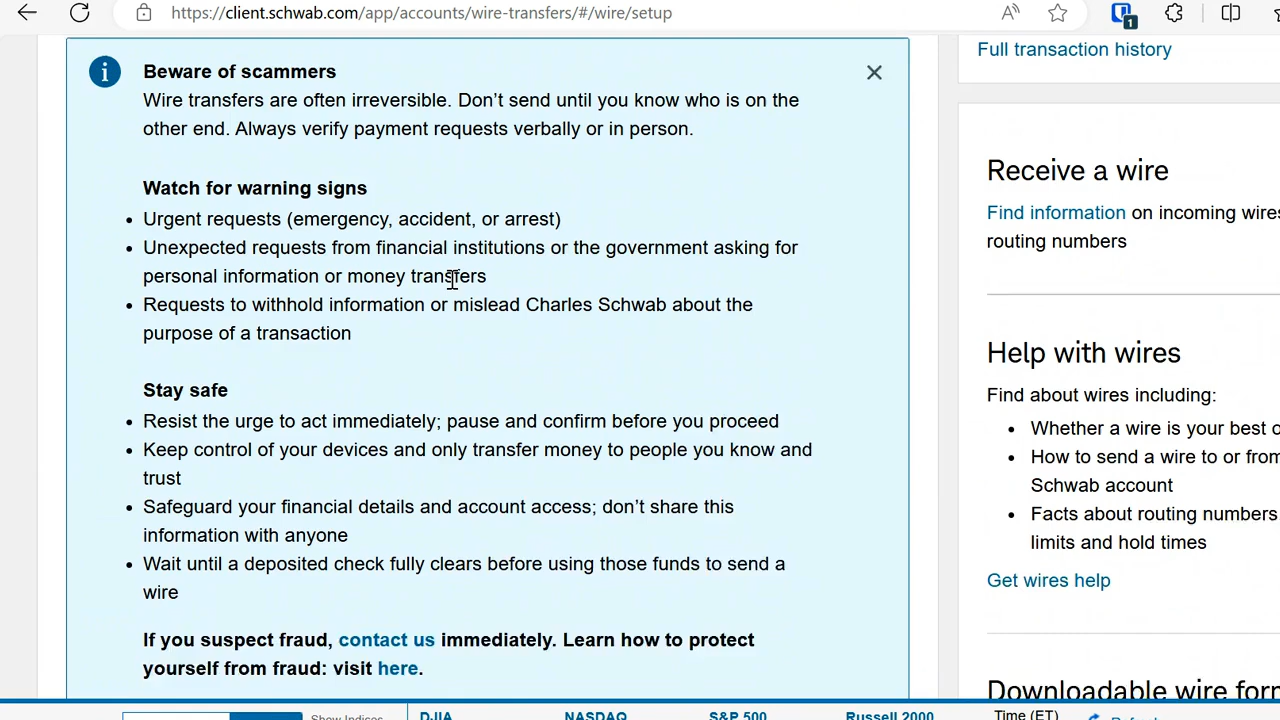 https://client.schwab.com/app/accounts/wire-transfers/#/wire/setup
A
1
Beware of scammers
Wire transfers are often irreversible. Don’t send until you know who is on the
other end. Always verify payment requests verbally or in person.
Watch for warning signs
• Urgent requests (emergency, accident, or arrest)
• Unexpected requests from financial institutions or the government asking for
personal information or money transfers
• Requests to withhold information or mislead Charles Schwab about the
purpose of a transaction
Stay safe
• Resist the urge to act immediately; pause and confirm before you proceed
• Keep control of your devices and only transfer money to people you know and
trust
• Safeguard your financial details and account access; don’t share this
information with anyone
• Wait until a deposited check fully clears before using those funds to send a
wire
If you suspect fraud, contact us immediately. Learn how to protect
yourself from fraud: visit here.
Full transaction history
Receive a wire
Find information on incoming wires
routing numbers
Help with wires
Find about wires including:
• Whether a wire is your best o
• How to send a wire to or from
Schwab account
• Facts about routing numbers
limits and hold times
Get wires help
Downloadable wire form
Show Indices
DJIA
NASDAQ
S&P 500
Russell 2000
Time (ET)
Refresh